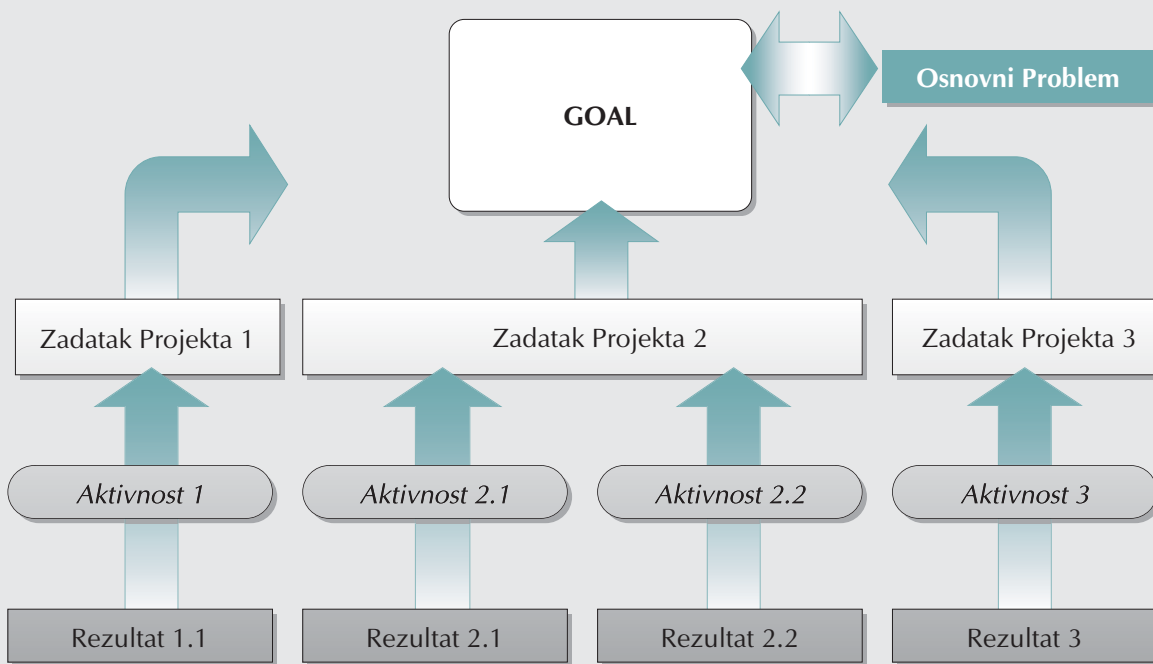 GOAL
Osnovni Problem
Zadatak Projekta 1
Zadatak Projekta 2
Zadatak Projekta 3
Aktivnost 1
Aktivnost 2.1
Aktivnost 2.2
Aktivnost 3
Rezultat 1.1
Rezultat 2.1
Rezultat 2.2
Rezultat 3